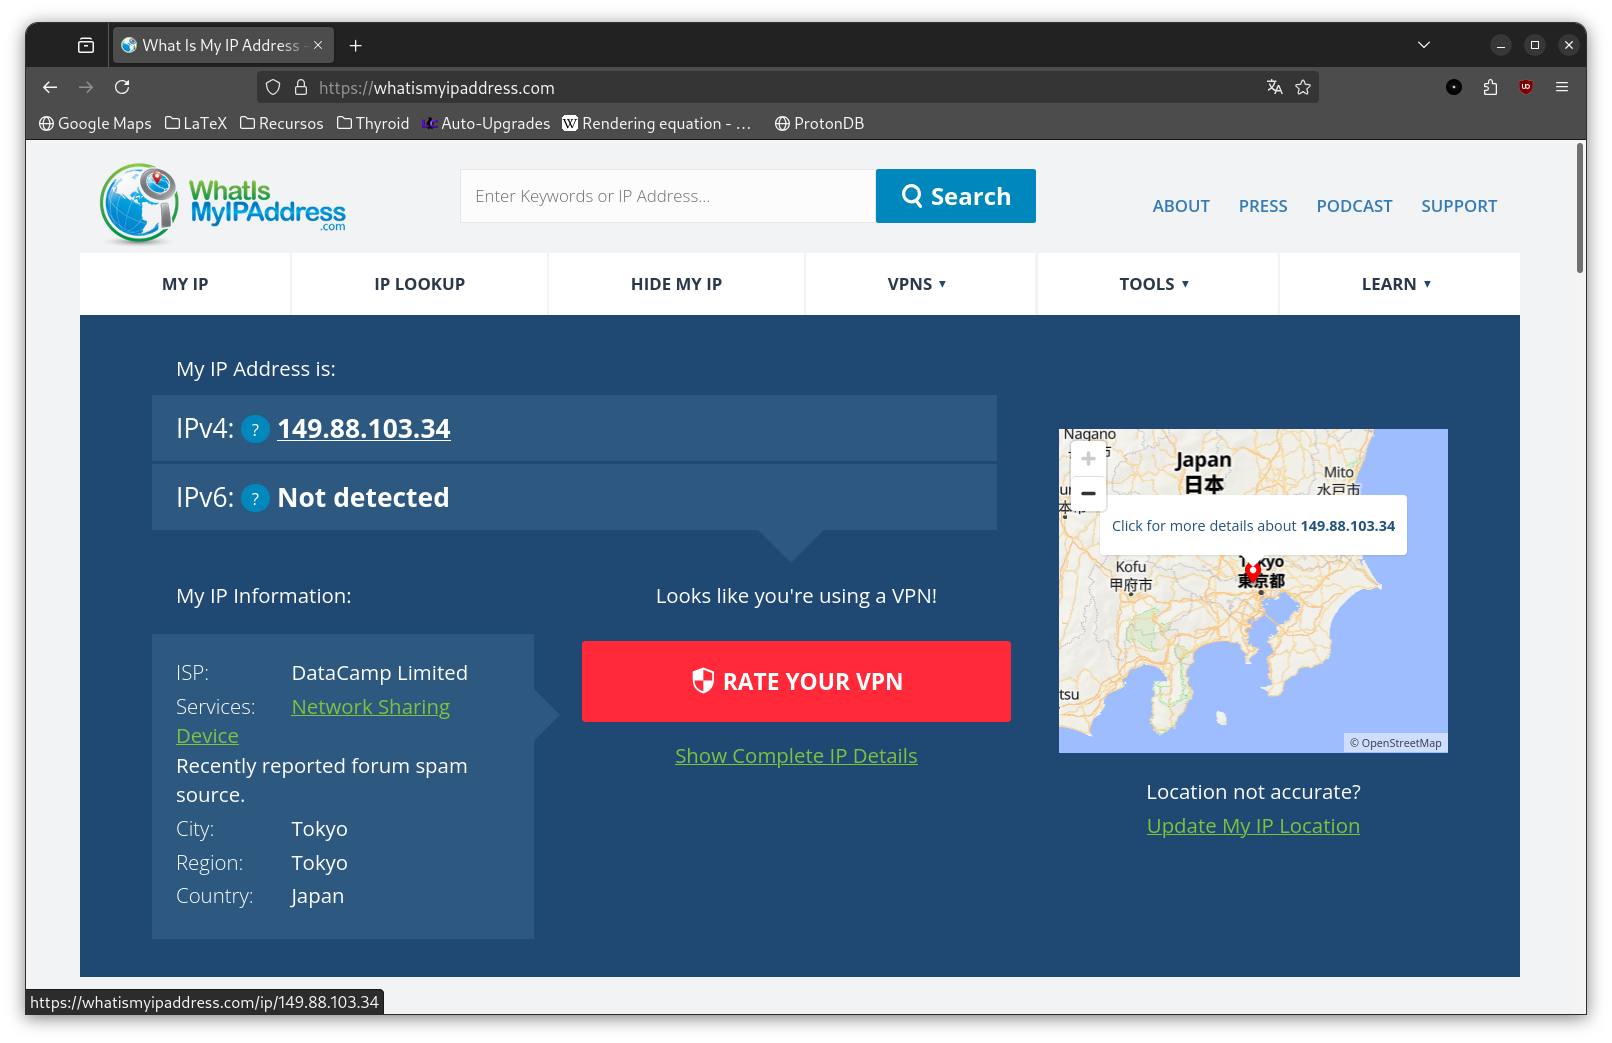 What Is My IP Address -
https://whatismyipaddress.com
Google Maps LaTeX Recursos Thyroid Auto-Upgrades Rendering equation - ... ProtonDB
WhatIs
MyIPAddress
.com
Enter Keywords or IP Address...
Search
ABOUT PRESS PODCAST SUPPORT
MY IP IP LOOKUP HIDE MY IP VPNS ▼ TOOLS ▼ LEARN ▼
My IP Address is:
IPv4: ? 149.88.103.34
IPv6: ? Not detected
My IP Information:
ISP: DataCamp Limited
Services: Network Sharing
Device
Recently reported forum spam
source.
City: Tokyo
Region: Tokyo
Country: Japan
Looks like you're using a VPN!
RATE YOUR VPN
Show Complete IP Details
Nagano
Japan
日本
Mito
水戸市
+
−
Click for more details about 149.88.103.34
Kofu
甲府市
東京都
tsu
© OpenStreetMap
Location not accurate?
Update My IP Location
https://whatismyipaddress.com/ip/149.88.103.34